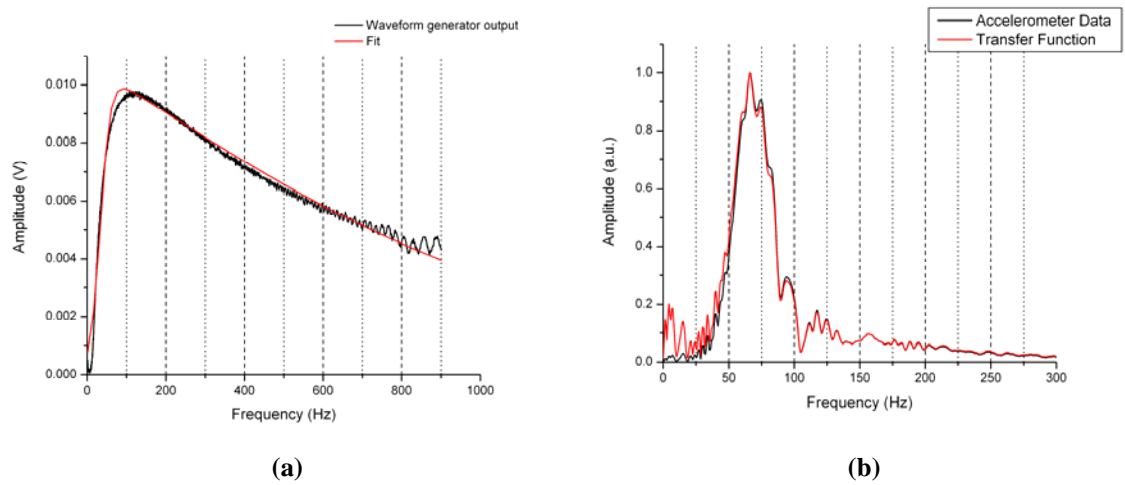 Waveform generator output
Fit
0.010
0.008
0.006
0.004
0.002
0.000
Amplitude (V)
0 200 400 600 800 1000
Frequency (Hz)
(a)
Accelerometer Data
Transfer Function
1.0
0.8
0.6
0.4
0.2
0.0
Amplitude (a.u.)
0 50 100 150 200 250 300
Frequency (Hz)
(b)